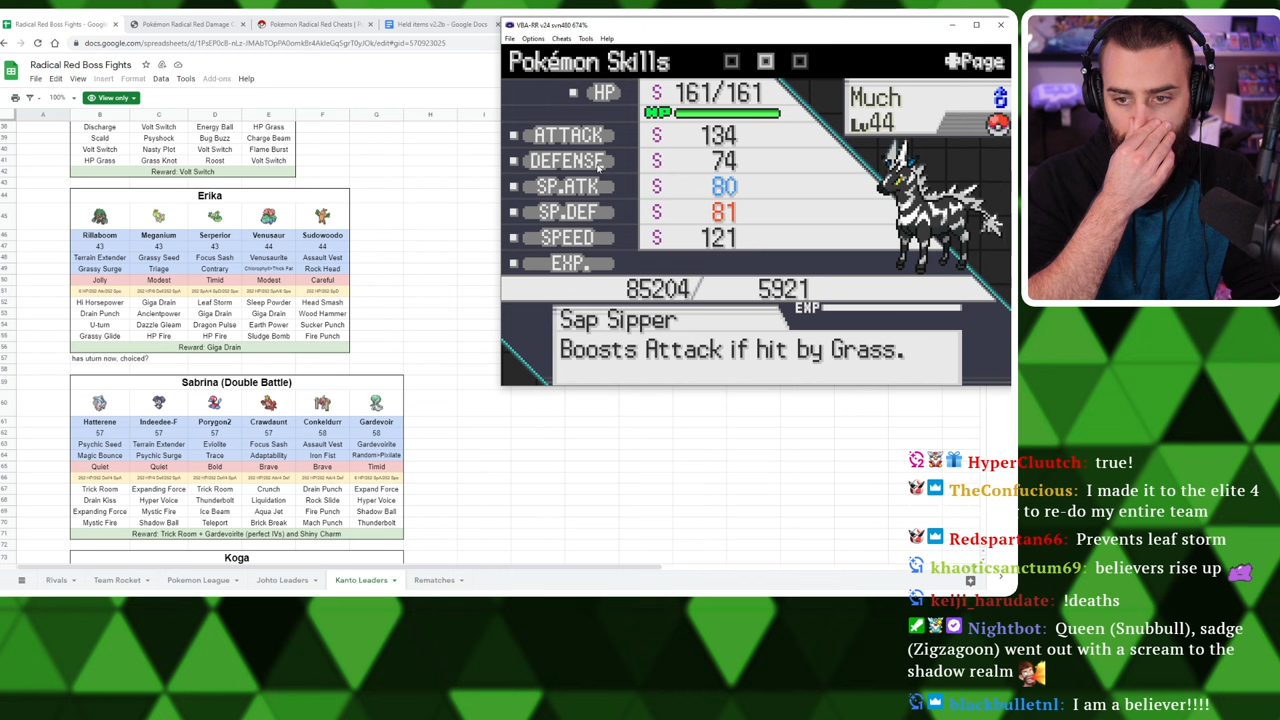 Radical Red Boss Fights - Goog
Pokémon Radical Red Damage C
Pokemon Radical Red Cheats | P
Held items v2.2b - Google Docs
Radical Red Boss Fights
File Edit View Insert Format Data Tools Add-ons Help
100%
View only
A B C D E F G
Discharge Volt Switch Energy Ball HP Grass
Scald Psyshock Bug Buzz Charge Beam
Volt Switch Nasty Plot Volt Switch Flame Burst
HP Grass Grass Knot Roost Volt Switch
Reward: Volt Switch
Erika
Rillaboom Meganium Serperior Venusaur Sudowoodo
43 43 43 44 44
Terrain Extender Grassy Seed Focus Sash Venusaurite Assault Vest
Grassy Surge Triage Contrary Chlorophyll>Thick Fat Rock Head
Jolly Modest Timid Modest Careful
Hi Horsepower Giga Drain Leaf Storm Sleep Powder Head Smash
Drain Punch Ancientpower Giga Drain Giga Drain Wood Hammer
U-turn Dazzle Gleam Dragon Pulse Earth Power Sucker Punch
Grassy Glide HP Fire HP Fire Sludge Bomb Fire Punch
Reward: Giga Drain
has uturn now, choiced?
Sabrina (Double Battle)
Hatterene Indeedee-F Porygon2 Crawdaunt Conkeldurr Gardevoir
57 57 57 57 58 58
Psychic Seed Terrain Extender Eviolite Focus Sash Assault Vest Gardevoirite
Magic Bounce Psychic Surge Trace Adaptability Iron Fist Random>Pixilate
Quiet Quiet Bold Brave Brave Timid
Trick Room Expanding Force Trick Room Crunch Drain Punch Expand Force
Drain Kiss Hyper Voice Thunderbolt Liquidation Rock Slide Hyper Voice
Expanding Force Mystic Fire Ice Beam Aqua Jet Fire Punch Shadow Ball
Mystic Fire Shadow Ball Teleport Brick Break Mach Punch Thunderbolt
Reward: Trick Room + Gardevoirite (perfect IVs) and Shiny Charm
Koga
Rivals Team Rocket Pokemon League Johto Leaders Kanto Leaders Rematches
VBA-RR v24 svn480 674%
File Options Cheats Tools Help
Pokémon Skills Page
HP S 161/161
HP
Much
Lv44
ATTACK S 134
DEFENSE S 74
SP.ATK S 80
SP.DEF S 81
SPEED S 121
EXP.
85204/ 5921
EXP
Sap Sipper
Boosts Attack if hit by Grass.
HyperCluutch: true!
TheConfucious: I made it to the elite 4
to re-do my entire team
Redspartan66: Prevents leaf storm
khaoticsanctum69: believers rise up
keiji_harudate: !deaths
Nightbot: Queen (Snubbull), sadge
(Zigzagoon) went out with a scream to the
shadow realm
blackbulletnl: I am a believer!!!!